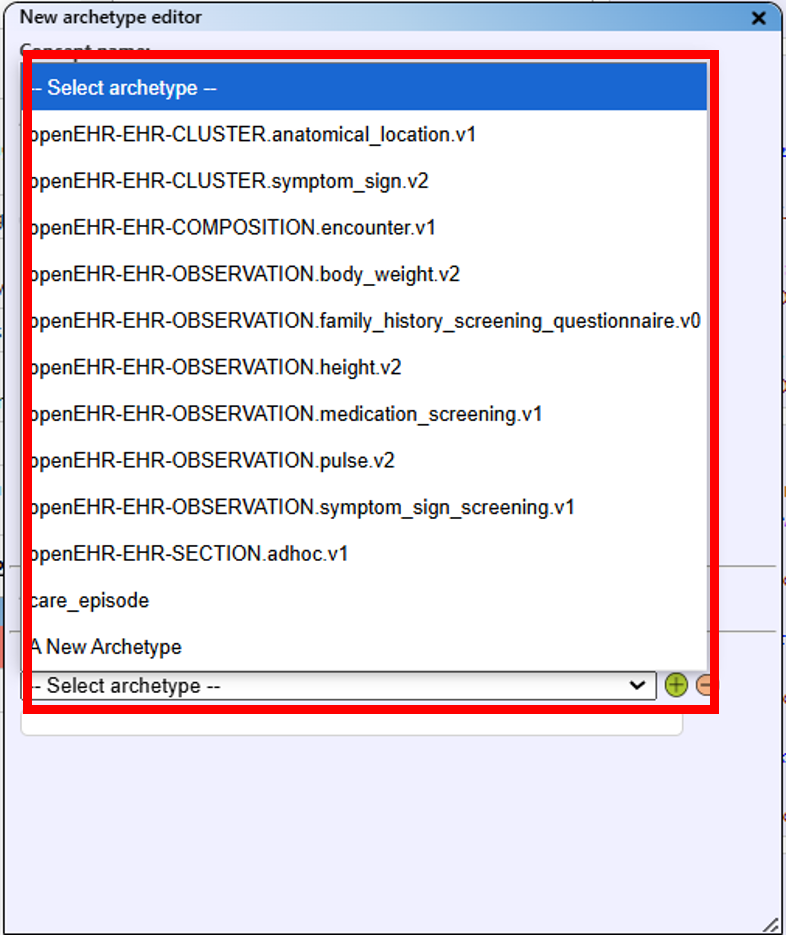 New archetype editor
Concept name:
-- Select archetype --
openEHR-EHR-CLUSTER.anatomical_location.v1
openEHR-EHR-CLUSTER.symptom_sign.v2
openEHR-EHR-COMPOSITION.encounter.v1
openEHR-EHR-OBSERVATION.body_weight.v2
openEHR-EHR-OBSERVATION.family_history_screening_questionnaire.v0
openEHR-EHR-OBSERVATION.height.v2
openEHR-EHR-OBSERVATION.medication_screening.v1
openEHR-EHR-OBSERVATION.pulse.v2
openEHR-EHR-OBSERVATION.symptom_sign_screening.v1
openEHR-EHR-SECTION.adhoc.v1
care_episode
A New Archetype
-- Select archetype --